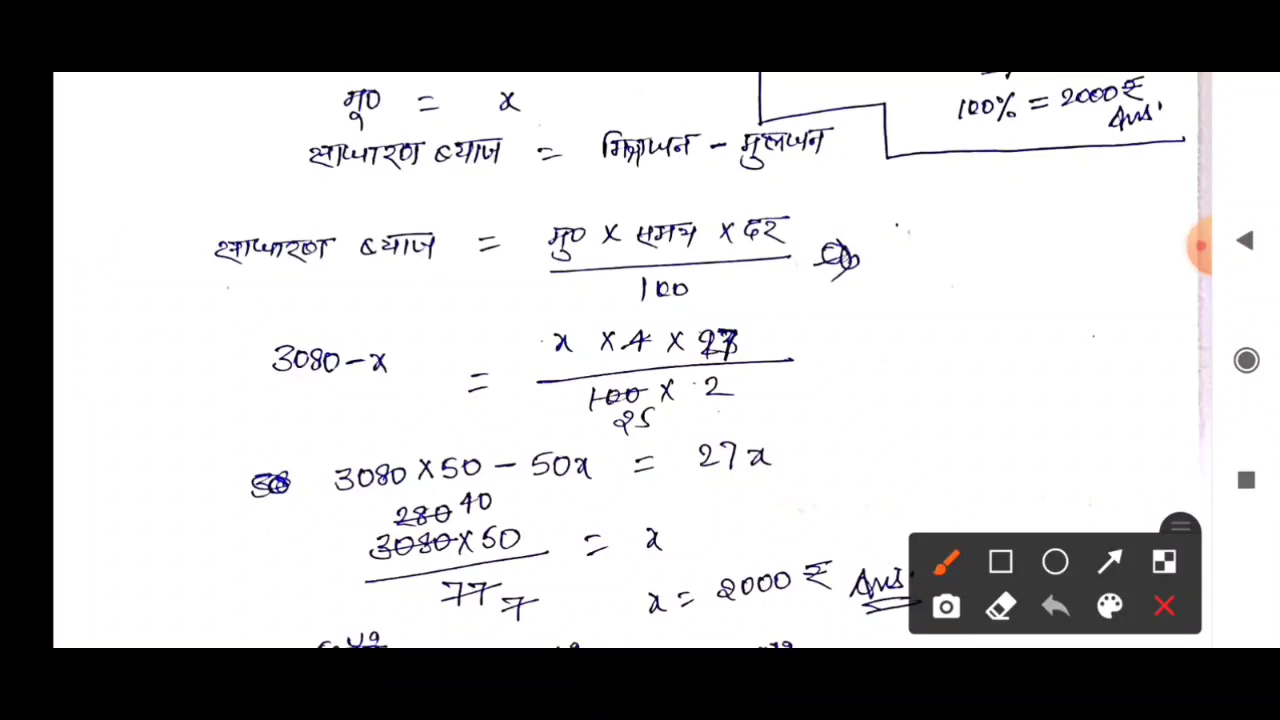 100% = 2000 ₹
Ans.
मू० = x
साधारण ब्याज = मिश्रधन - मुलधन
साधारण ब्याज = मु० x समय x दर
100
3080 - x = x x 4 x 27
100 x 2
25
3080 x 50 - 50x = 27x
280 40
3080 x 50 = x
77 7
x = 2000 ₹ Ans.